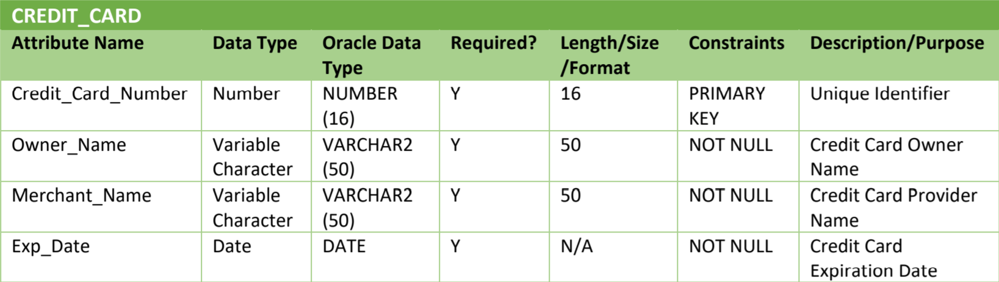 CREDIT_CARD
Attribute Name Data Type Oracle Data Required? Length/Size Constraints Description/Purpose
Type /Format
Credit_Card_Number Number NUMBER Y 16 PRIMARY Unique Identifier
(16) KEY
Owner_Name Variable VARCHAR2 Y 50 NOT NULL Credit Card Owner
Character (50) Name
Merchant_Name Variable VARCHAR2 Y 50 NOT NULL Credit Card Provider
Character (50) Name
Exp_Date Date DATE Y N/A NOT NULL Credit Card
Expiration Date